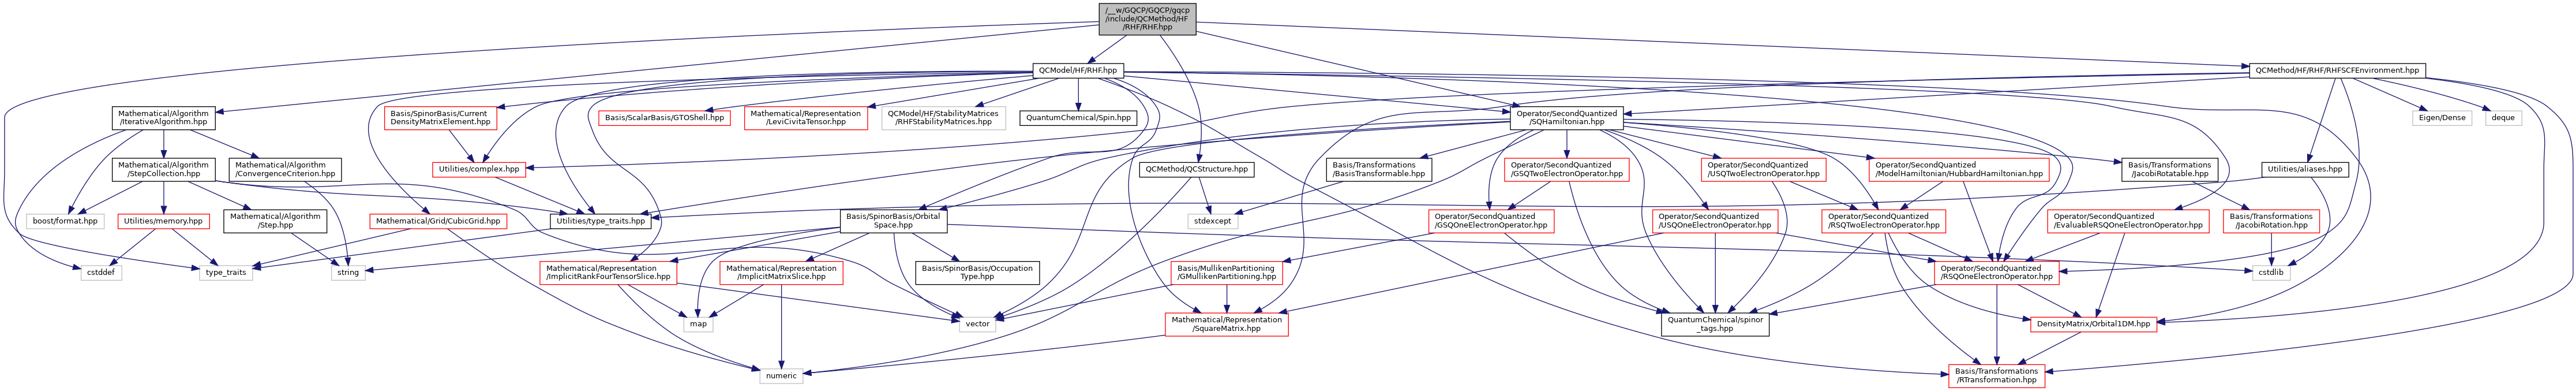 /__w/GQCP/GQCP/gqcp
/include/QCMethod/HF
/RHF/RHF.hpp
QCModel/HF/RHF.hpp
QCMethod/HF/RHF/RHFSCFEnvironment.hpp
Mathematical/Algorithm
/IterativeAlgorithm.hpp
Basis/SpinorBasis/Current
DensityMatrixElement.hpp
Basis/ScalarBasis/GTOShell.hpp
Mathematical/Representation
/LeviCivitaTensor.hpp
QCModel/HF/StabilityMatrices
/RHFStabilityMatrices.hpp
QuantumChemical/Spin.hpp
Operator/SecondQuantized
/SQHamiltonian.hpp
Eigen/Dense
deque
Mathematical/Algorithm
/StepCollection.hpp
Mathematical/Algorithm
/ConvergenceCriterion.hpp
Utilities/complex.hpp
QCMethod/QCStructure.hpp
Basis/Transformations
/BasisTransformable.hpp
Operator/SecondQuantized
/GSQTwoElectronOperator.hpp
Operator/SecondQuantized
/USQTwoElectronOperator.hpp
Operator/SecondQuantized
/ModelHamiltonian/HubbardHamiltonian.hpp
Basis/Transformations
/JacobiRotatable.hpp
Utilities/aliases.hpp
boost/format.hpp
Utilities/memory.hpp
Mathematical/Algorithm
/Step.hpp
Mathematical/Grid/CubicGrid.hpp
Utilities/type_traits.hpp
Basis/SpinorBasis/Orbital
Space.hpp
stdexcept
Operator/SecondQuantized
/GSQOneElectronOperator.hpp
Operator/SecondQuantized
/USQOneElectronOperator.hpp
Operator/SecondQuantized
/RSQTwoElectronOperator.hpp
Operator/SecondQuantized
/EvaluableRSQOneElectronOperator.hpp
Basis/Transformations
/JacobiRotation.hpp
cstddef
type_traits
string
Mathematical/Representation
/ImplicitRankFourTensorSlice.hpp
Mathematical/Representation
/ImplicitMatrixSlice.hpp
Basis/SpinorBasis/Occupation
Type.hpp
Basis/MullikenPartitioning
/GMullikenPartitioning.hpp
Operator/SecondQuantized
/RSQOneElectronOperator.hpp
cstdlib
map
vector
Mathematical/Representation
/SquareMatrix.hpp
QuantumChemical/spinor
_tags.hpp
DensityMatrix/Orbital1DM.hpp
numeric
Basis/Transformations
/RTransformation.hpp